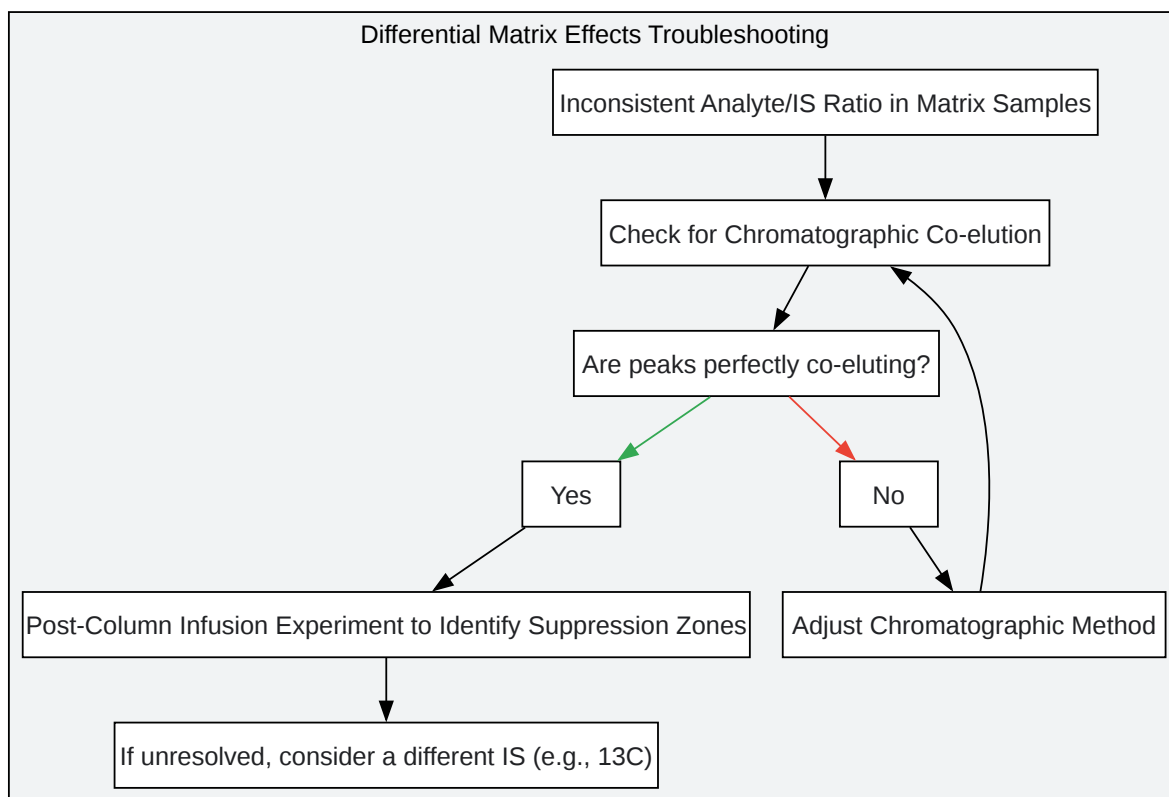 Differential Matrix Effects Troubleshooting
Inconsistent Analyte/IS Ratio in Matrix Samples
Check for Chromatographic Co-elution
Are peaks perfectly co-eluting?
Yes
No
Post-Column Infusion Experiment to Identify Suppression Zones
Adjust Chromatographic Method
If unresolved, consider a different IS (e.g., 13C)